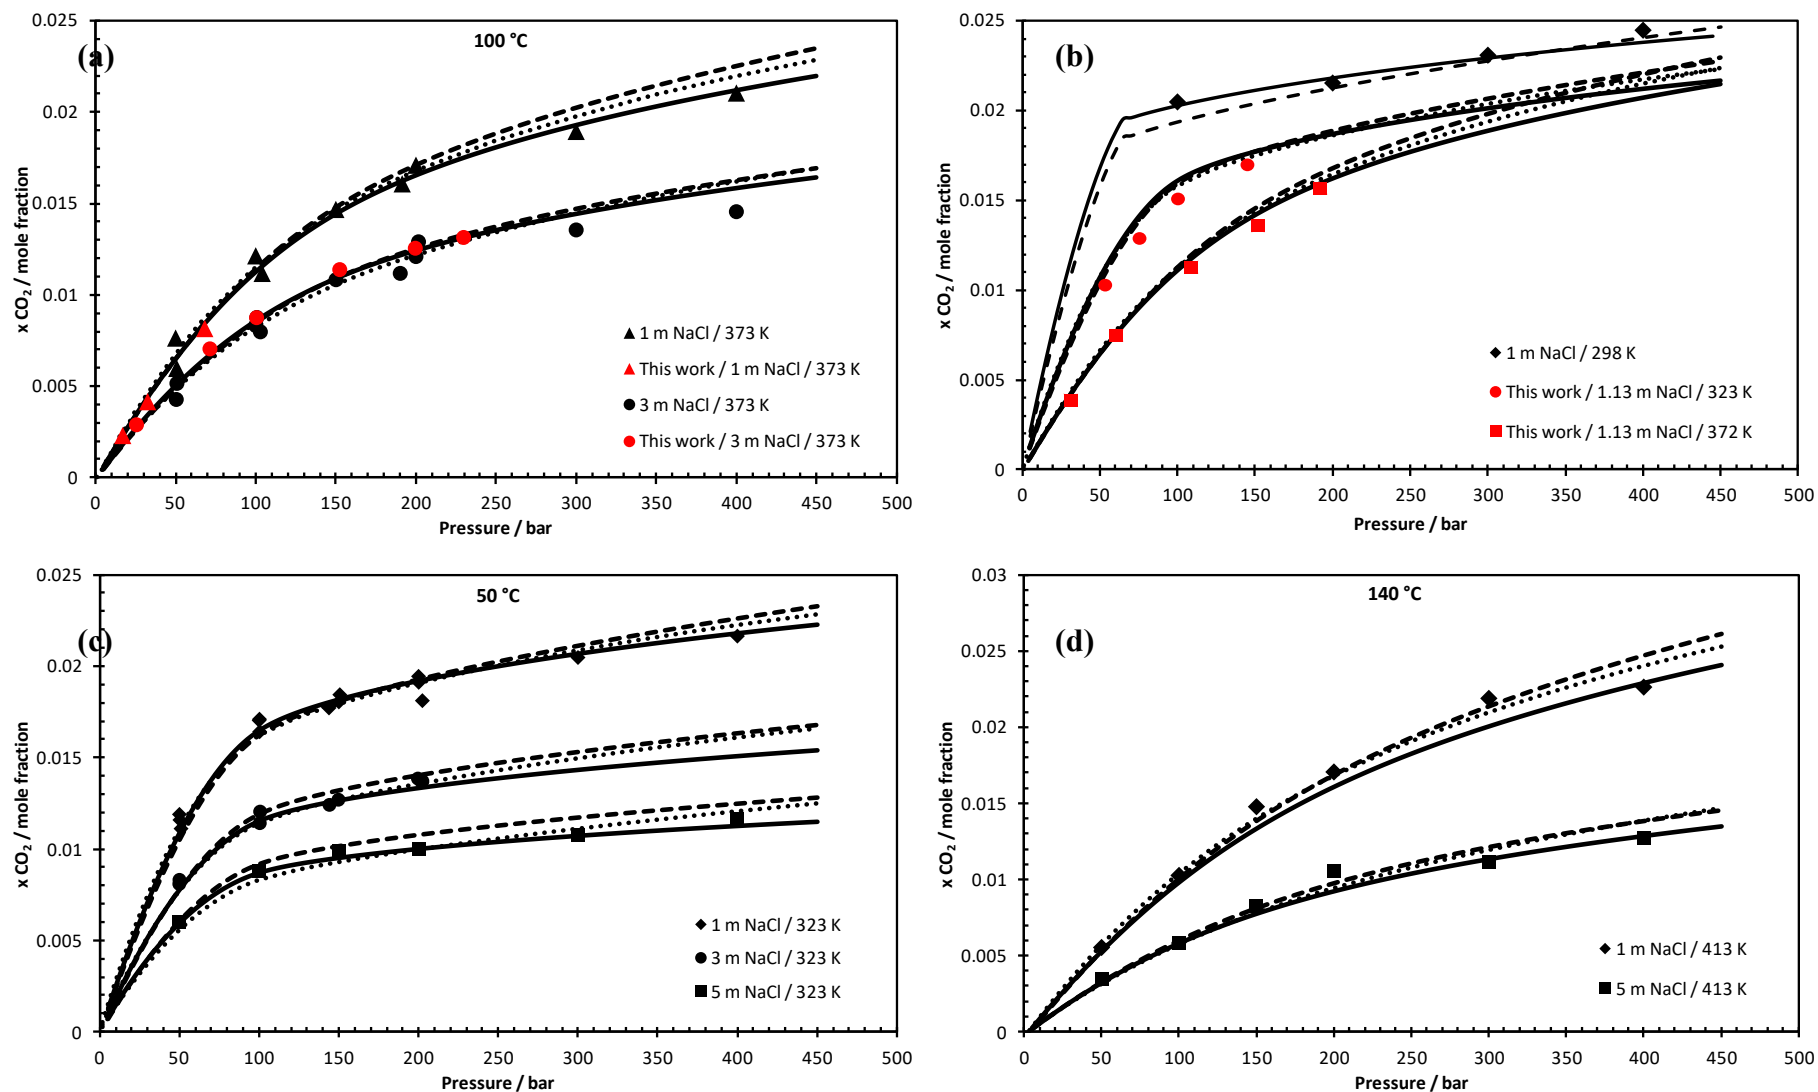 (a)
100 °C
0.025
0.02
0.015
0.01
0.005
0
x CO₂ / mole fraction
0 50 100 150 200 250 300 350 400 450 500
Pressure / bar
1 m NaCl / 373 K
This work / 1 m NaCl / 373 K
3 m NaCl / 373 K
This work / 3 m NaCl / 373 K
(b)
0.025
0.02
0.015
0.01
0.005
0
x CO₂ / mole fraction
0 50 100 150 200 250 300 350 400 450 500
Pressure / bar
1 m NaCl / 298 K
This work / 1.13 m NaCl / 323 K
This work / 1.13 m NaCl / 372 K
(c)
50 °C
0.025
0.02
0.015
0.01
0.005
0
x CO₂ / mole fraction
0 50 100 150 200 250 300 350 400 450 500
Pressure / bar
1 m NaCl / 323 K
3 m NaCl / 323 K
5 m NaCl / 323 K
(d)
140 °C
0.03
0.025
0.02
0.015
0.01
0.005
0
x CO₂ / mole fraction
0 50 100 150 200 250 300 350 400 450 500
Pressure / bar
1 m NaCl / 413 K
5 m NaCl / 413 K